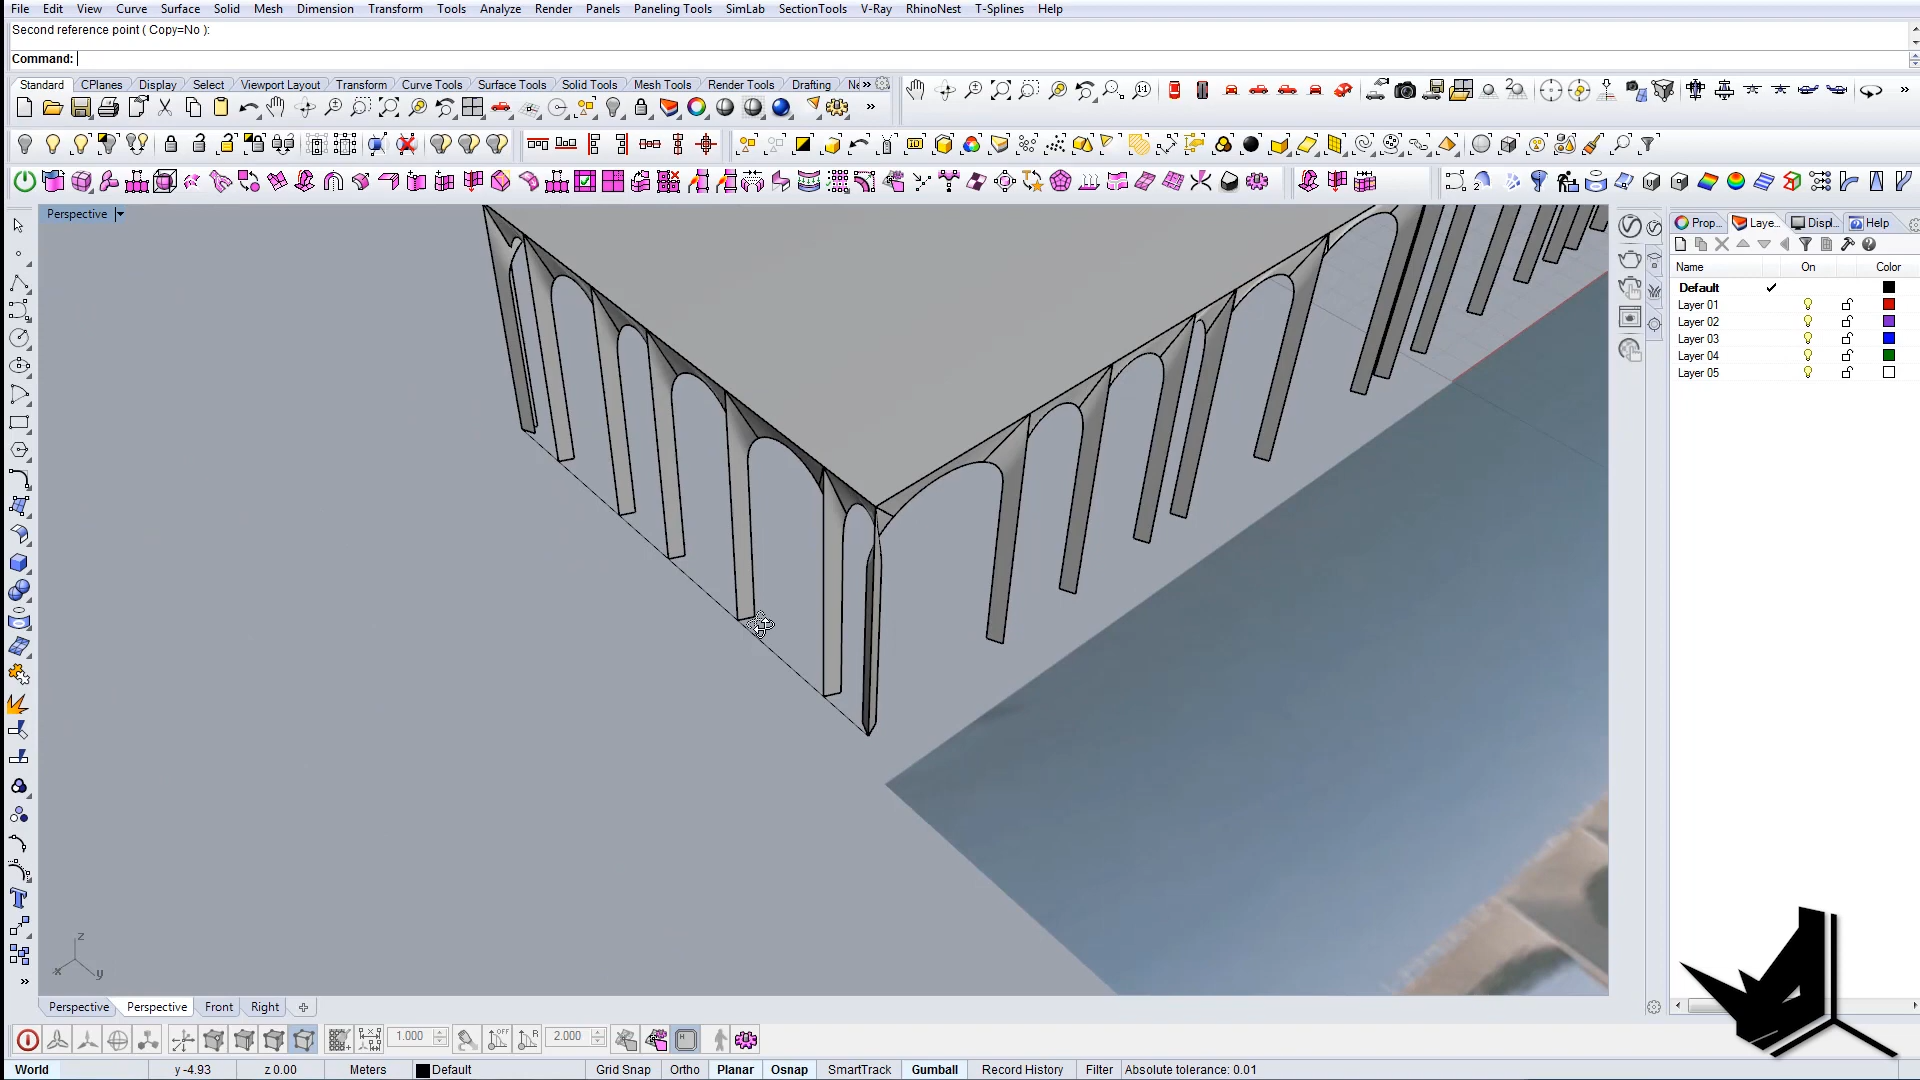 File Edit View Curve Surface Solid Mesh Dimension Transform Tools Analyze Render Panels Paneling Tools SimLab SectionTools V-Ray RhinoNest T-Splines Help
Second reference point ( Copy=No ):
Command:
Standard CPlanes Display Select Viewport Layout Transform Curve Tools Surface Tools Solid Tools Mesh Tools Render Tools Drafting Ne
Perspective
Prop... Laye... Displ... Help
Name On Color
Default
Layer 01
Layer 02
Layer 03
Layer 04
Layer 05
z
x y
Perspective Perspective Front Right
1.000 2.000
World y -4.93 z 0.00 Meters Default Grid Snap Ortho Planar Osnap SmartTrack Gumball Record History Filter Absolute tolerance: 0.01